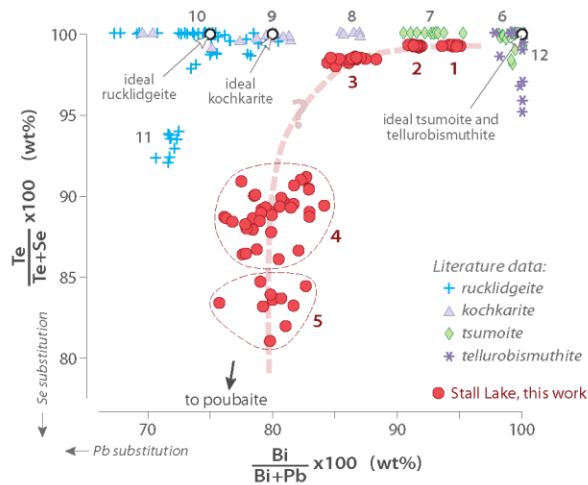 10 9 8 7 6
100
ideal
rucklidgeite
ideal
kochkarite
3 2 1
ideal tsumoite and
tellurobismuthite
12
?
95
11
Te
Te+Se
x100 (wt%)
90
4
Literature data:
rucklidgeite
kochkarite
tsumoite
tellurobismuthite
85
5
Stall Lake, this work
80
to poubaite
Se substitution
Pb substitution
70 80 90 100
Bi
Bi+Pb
x100 (wt%)